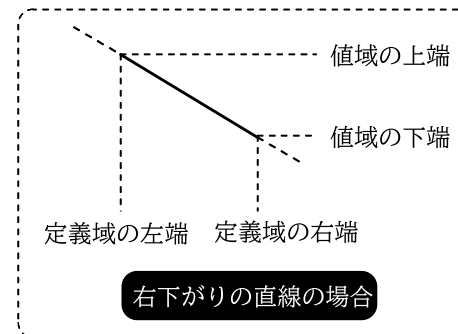 値域の上端
値域の下端
定義域の左端 定義域の右端
右下がりの直線の場合